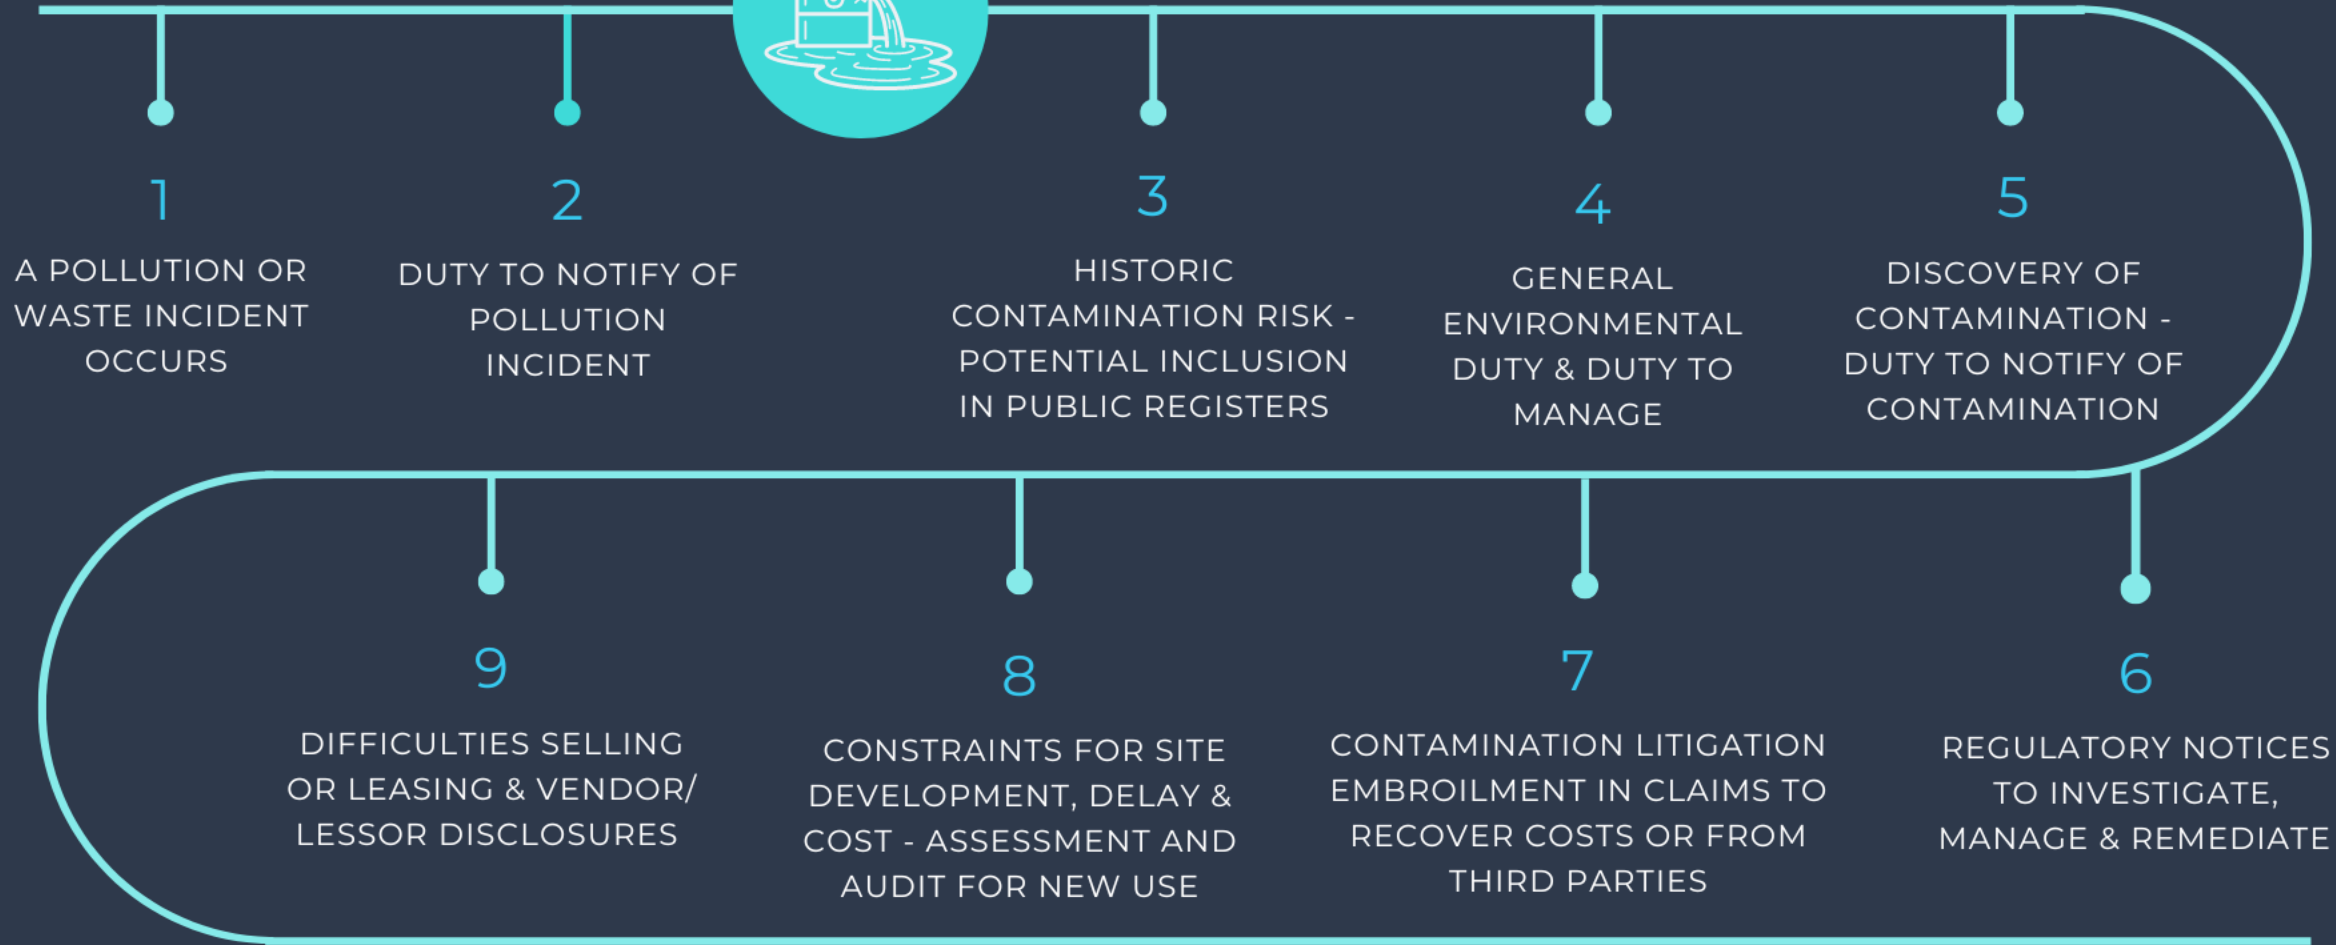 1
A POLLUTION OR
WASTE INCIDENT
OCCURS
2
DUTY TO NOTIFY OF
POLLUTION
INCIDENT
3
HISTORIC
CONTAMINATION RISK -
POTENTIAL INCLUSION
IN PUBLIC REGISTERS
4
GENERAL
ENVIRONMENTAL
DUTY & DUTY TO
MANAGE
5
DISCOVERY OF
CONTAMINATION -
DUTY TO NOTIFY OF
CONTAMINATION
6
REGULATORY NOTICES
TO INVESTIGATE,
MANAGE & REMEDIATE
7
CONTAMINATION LITIGATION
EMBROILMENT IN CLAIMS TO
RECOVER COSTS OR FROM
THIRD PARTIES
8
CONSTRAINTS FOR SITE
DEVELOPMENT, DELAY &
COST - ASSESSMENT AND
AUDIT FOR NEW USE
9
DIFFICULTIES SELLING
OR LEASING & VENDOR/
LESSOR DISCLOSURES